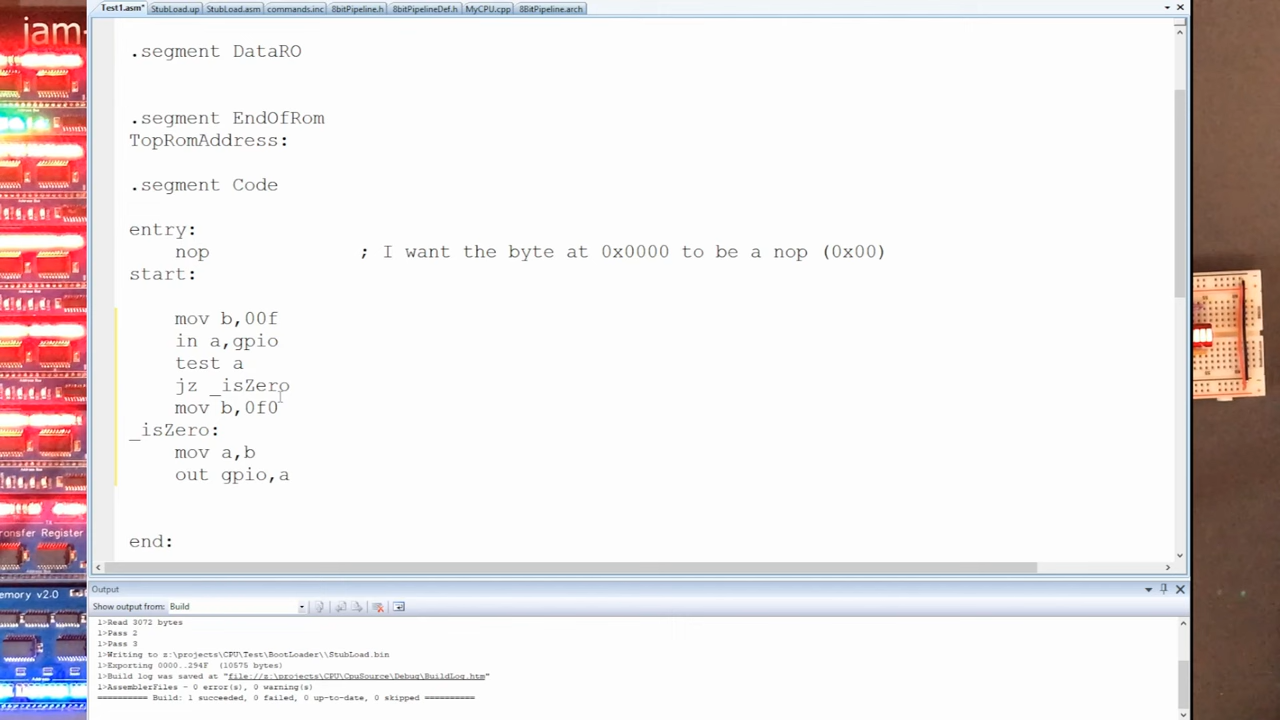 jam-
Test1.asm* StubLoad.up StubLoad.asm commands.inc 8bitPipeline.h 8bitPipelineDef.h MyCPU.cpp 8BitPipeline.arch
.segment DataRO
.segment EndOfRom
TopRomAddress:
.segment Code
entry:
nop ; I want the byte at 0x0000 to be a nop (0x00)
start:
mov b,00f
in a,gpio
test a
jz _isZero
mov b,0f0
_isZero:
mov a,b
out gpio,a
end:
Output
Show output from: Build
1>Read 3072 bytes
1>Pass 2
1>Pass 3
1>Writing to z:\projects\CPU\Test\BootLoader\\StubLoad.bin
1>Exporting 0000..294F (10575 bytes)
1>Build log was saved at "file://z:\projects\CPU\CpuSource\Debug\BuildLog.htm"
1>AssemblerFiles - 0 error(s), 0 warning(s)
========== Build: 1 succeeded, 0 failed, 0 up-to-date, 0 skipped ==========
TX
ransfer Register
emory v2.0